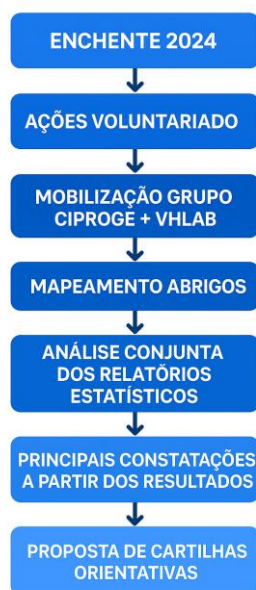 ENCHENTE 2024
AÇÕES VOLUNTARIADO
MOBILIZAÇÃO GRUPO
CIPROGE + VHLAB
MAPEAMENTO ABRIGOS
ANÁLISE CONJUNTA
DOS RELATÓRIOS
ESTATÍSTICOS
PRINCIPAIS CONSTATAÇÕES
A PARTIR DOS RESULTADOS
PROPOSTA DE CARTILHAS
ORIENTATIVAS